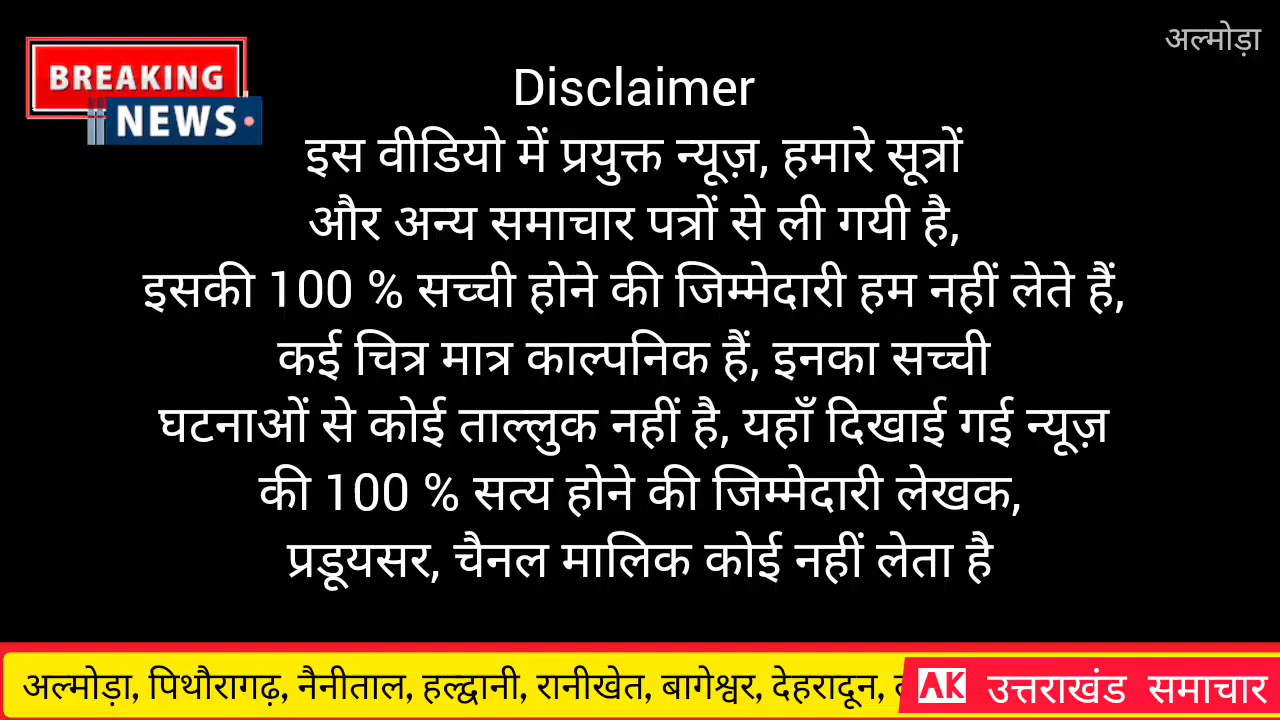 अल्मोड़ा
BREAKING
NEWS
Disclaimer
इस वीडियो में प्रयुक्त न्यूज़, हमारे सूत्रों
और अन्य समाचार पत्रों से ली गयी है,
इसकी 100 % सच्ची होने की जिम्मेदारी हम नहीं लेते हैं,
कई चित्र मात्र काल्पनिक हैं, इनका सच्ची
घटनाओं से कोई ताल्लुक नहीं है, यहाँ दिखाई गई न्यूज़
की 100 % सत्य होने की जिम्मेदारी लेखक,
प्रडूयसर, चैनल मालिक कोई नहीं लेता है
अल्मोड़ा, पिथौरागढ़, नैनीताल, हल्द्वानी, रानीखेत, बागेश्वर, देहरादून,
AK उत्तराखंड समाचार